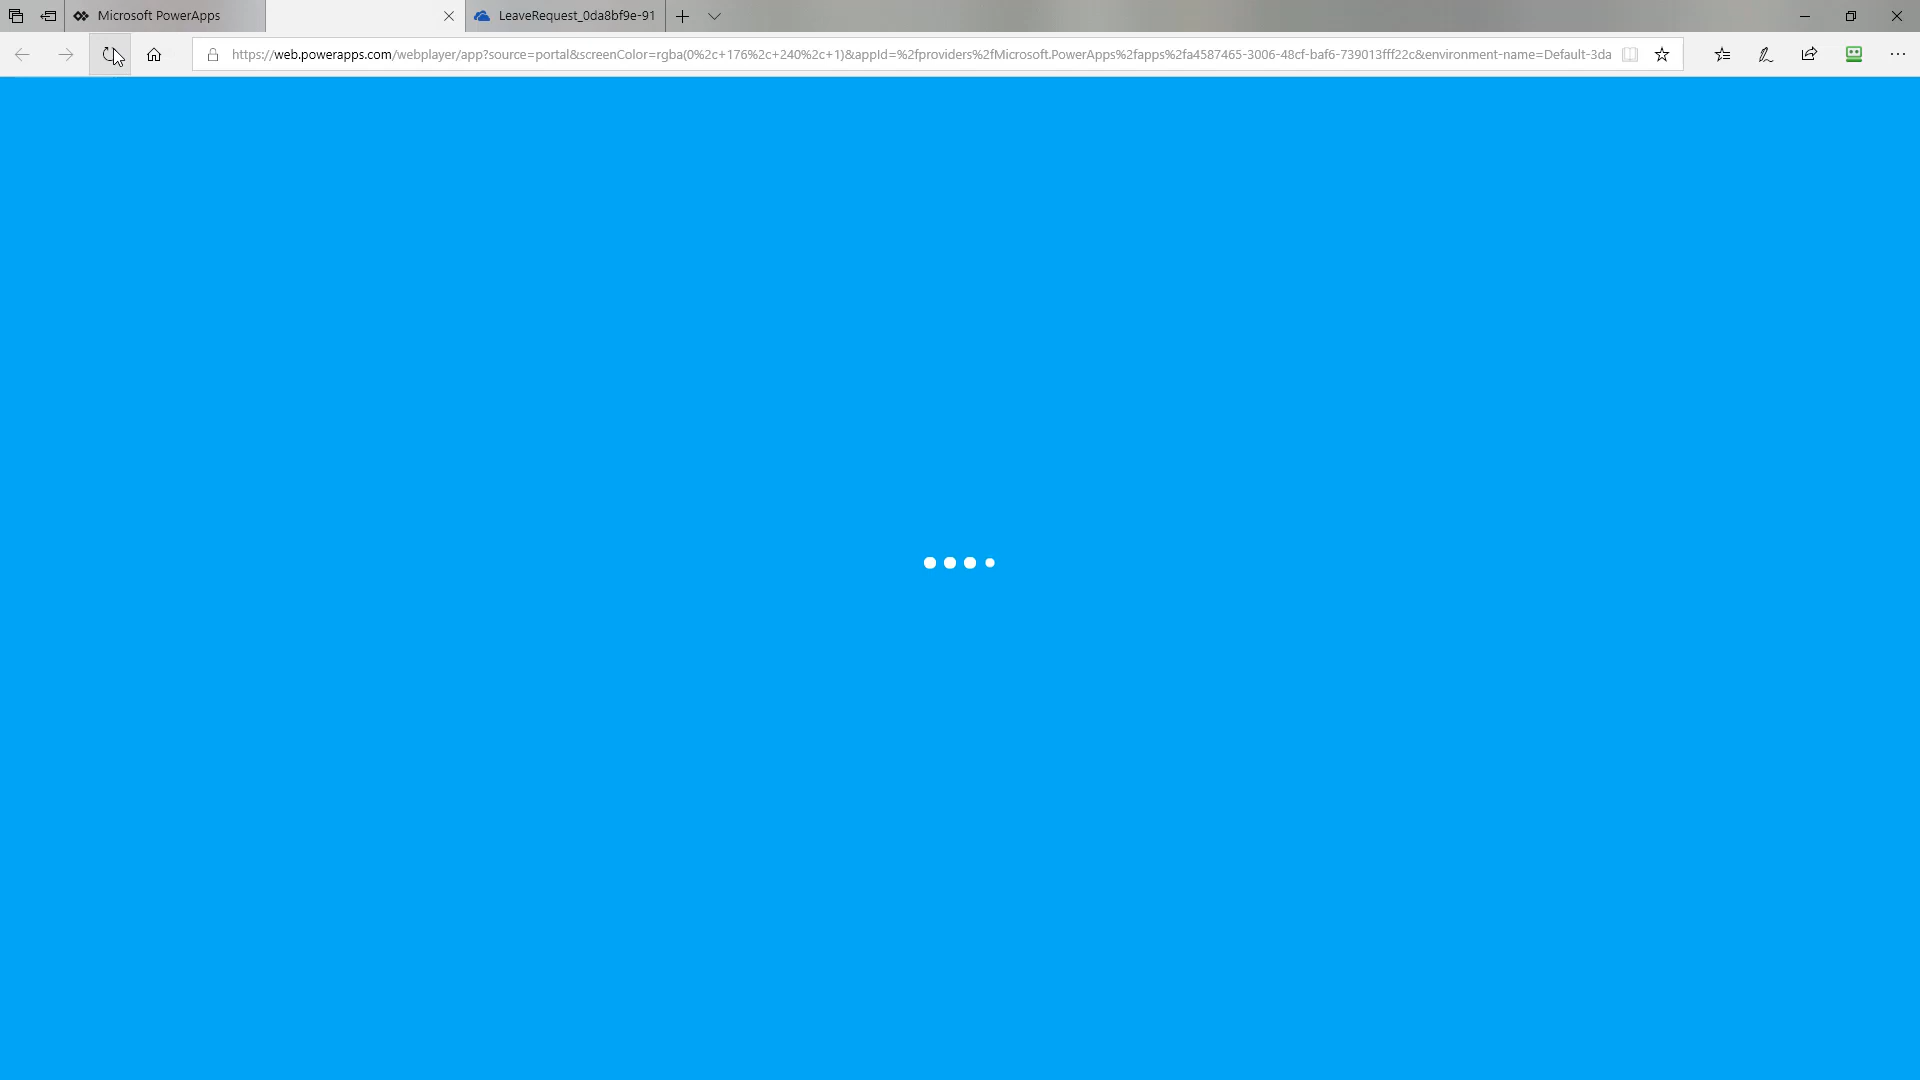 Microsoft PowerApps
LeaveRequest_0da8bf9e-91
https://web.powerapps.com/webplayer/app?source=portal&screenColor=rgba(0%2c+176%2c+240%2c+1)&appId=%2fproviders%2fMicrosoft.PowerApps%2fapps%2fa4587465-3006-48cf-baf6-739013fff22c&environment-name=Default-3da